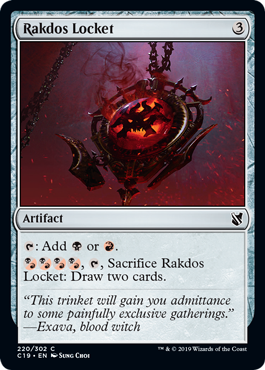 Rakdos Locket 3
Artifact
: Add or .
, , Sacrifice Rakdos
Locket: Draw two cards.
“This trinket will gain you admittance
to some painfully exclusive gatherings.”
—Exava, blood witch
220/302 C
C19 • EN SUNG CHOI
™ & © 2019 Wizards of the Coast